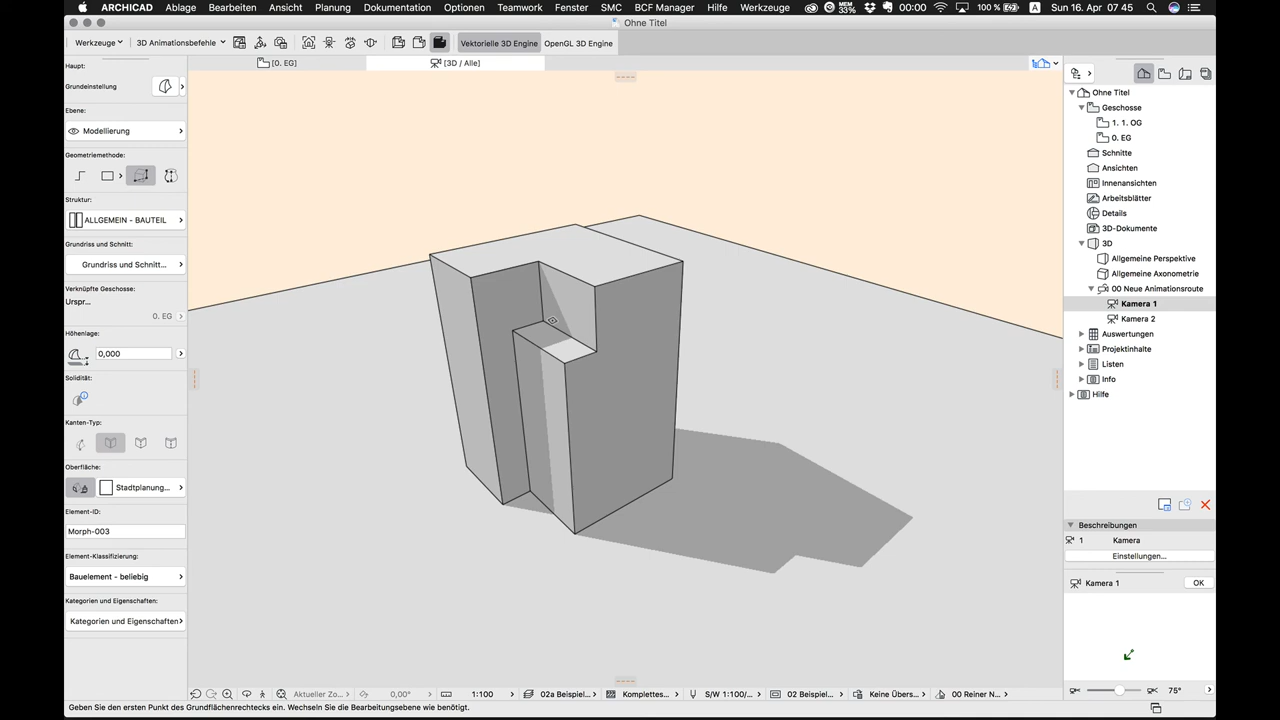 ARCHICAD Ablage Bearbeiten Ansicht Planung Dokumentation Optionen Teamwork Fenster SMC BCF Manager Hilfe Werkzeuge MEM 33% 00:00 100 % A Sun 16. Apr 07 45
Ohne Titel
Werkzeuge 3D Animationsbefehle Vektorielle 3D Engine OpenGL 3D Engine
[0. EG] [3D / Alle]
Haupt:
Grundeinstellung
Ebene:
Modellierung
Geometriemethode:
Struktur:
ALLGEMEIN - BAUTEIL
Grundriss und Schnitt:
Grundriss und Schnitt...
Verknüpfte Geschosse:
Urspr...
0. EG
Höhenlage:
0,000
Solidität:
Kanten-Typ:
Oberfläche:
Stadtplanung...
Element-ID:
Morph-003
Element-Klassifizierung:
Bauelement - beliebig
Kategorien und Eigenschaften:
Kategorien und Eigenschaften
Ohne Titel
Geschosse
1. 1. OG
0. EG
Schnitte
Ansichten
Innenansichten
Arbeitsblätter
Details
3D-Dokumente
3D
Allgemeine Perspektive
Allgemeine Axonometrie
00 Neue Animationsroute
Kamera 1
Kamera 2
Auswertungen
Projektinhalte
Listen
Info
Hilfe
Beschreibungen
1 Kamera
Einstellungen...
Kamera 1 OK
75°
Aktueller Zo... 0,00° 1:100 02a Beispiel... Komplettes... S/W 1:100/... 02 Beispiel... Keine Übers... 00 Reiner N...
Geben Sie den ersten Punkt des Grundflächenrechtecks ein. Wechseln Sie die Bearbeitungsebene wie benötigt.